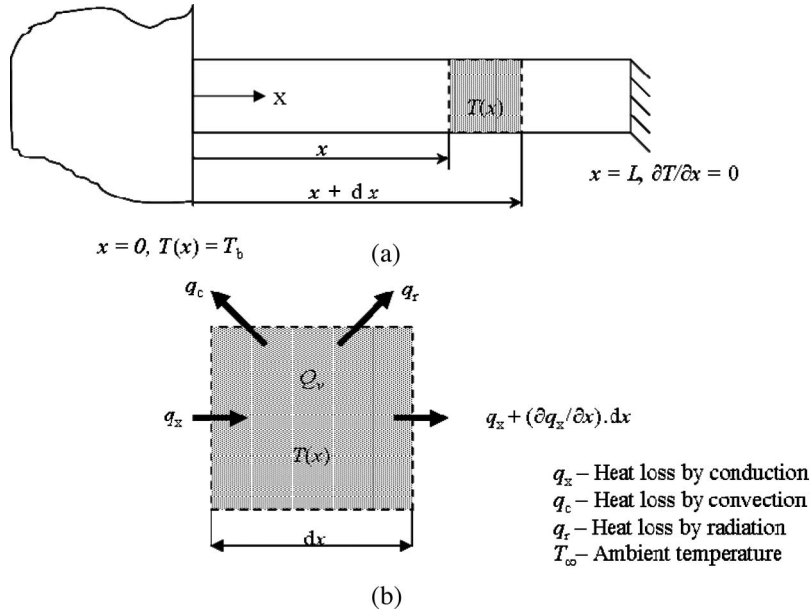 X
T(x)
x
x + dx
x = L, ∂T/∂x = 0
x = 0, T(x) = T_b
(a)
q_c
q_r
Q_v
q_x
q_x + (∂q_x/∂x).dx
T(x)
q_x – Heat loss by conduction
q_c – Heat loss by convection
q_r – Heat loss by radiation
T_∞ – Ambient temperature
dx
(b)